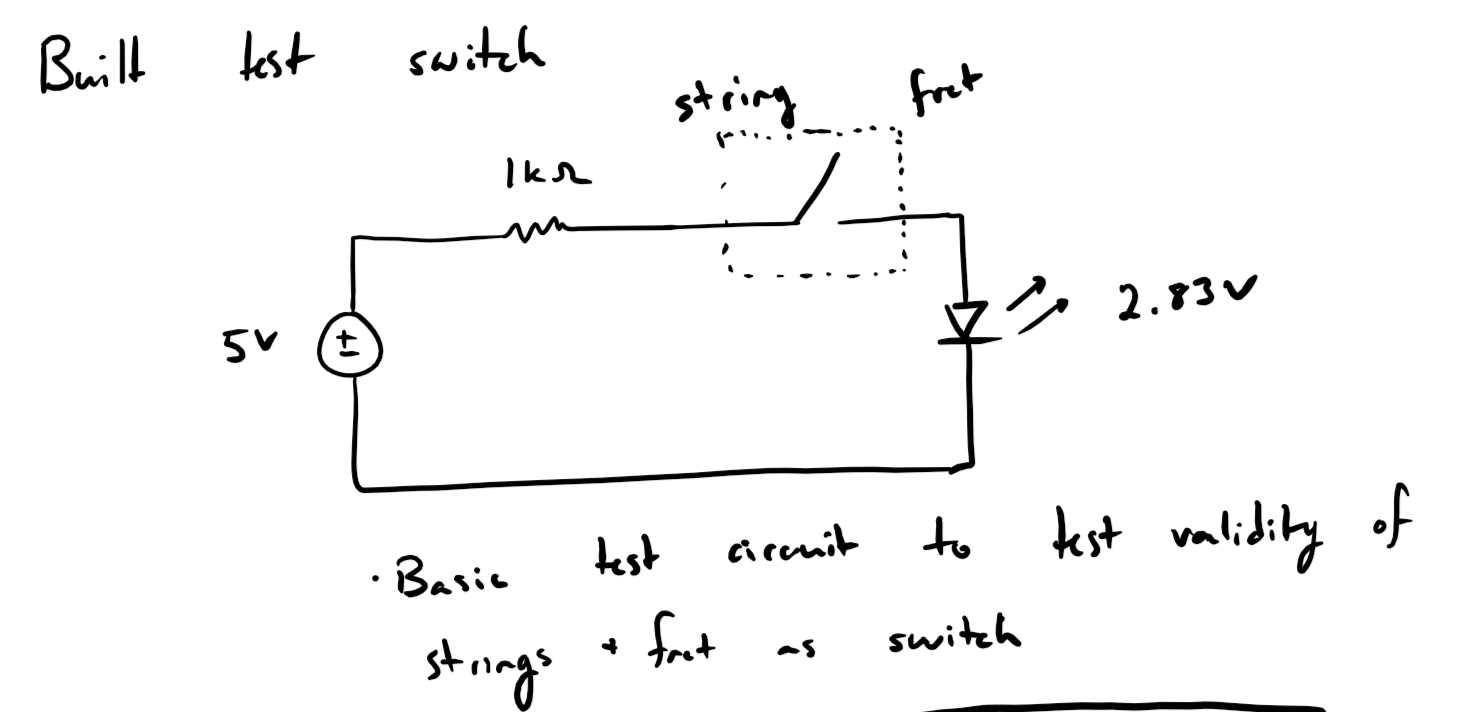 Built test switch
string fret
1kΩ
5V
±
2.83V
· Basic test circuit to test validity of
strings + fret as switch